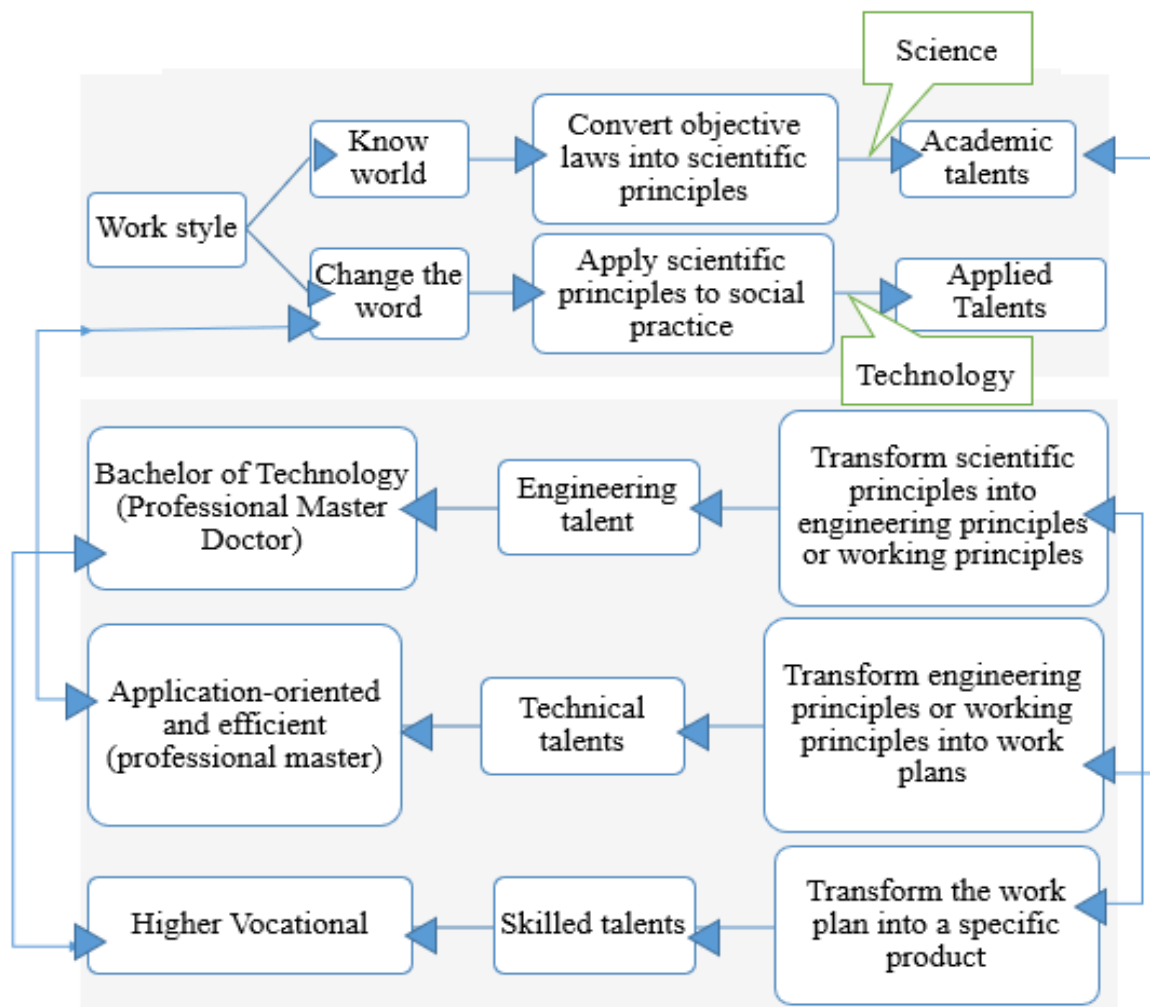 Science
Know
world
Convert objective
laws into scientific
principles
Academic
talents
Work style
Change the
word
Apply scientific
principles to social
practice
Applied
Talents
Technology
Bachelor of Technology
(Professional Master
Doctor)
Engineering
talent
Transform scientific
principles into
engineering principles
or working principles
Application-oriented
and efficient
(professional master)
Technical
talents
Transform engineering
principles or working
principles into work
plans
Higher Vocational
Skilled talents
Transform the work
plan into a specific
product